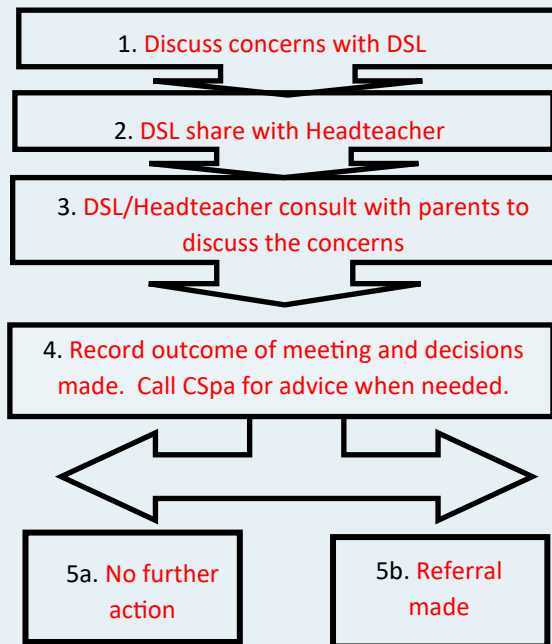 1. Discuss concerns with DSL
2. DSL share with Headteacher
3. DSL/Headteacher consult with parents to
discuss the concerns
4. Record outcome of meeting and decisions
made.  Call CSpa for advice when needed.
5a. No further
action
5b. Referral
made